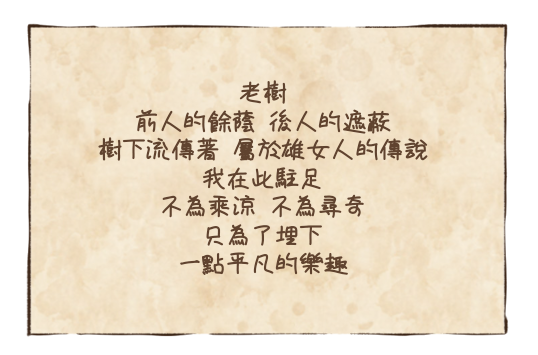 老樹
前人的餘蔭 後人的遮蔽
樹下流傳著 屬於雄女人的傳說
我在此駐足
不為乘涼 不為尋奇
只為了埋下
一點平凡的樂趣